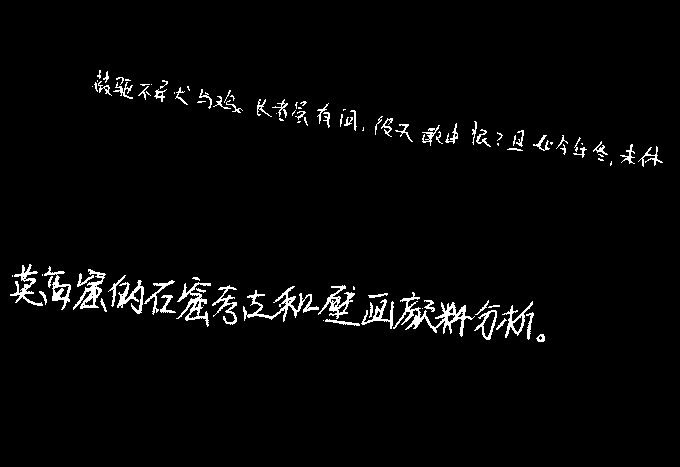 被驱不异犬与鸡。长者虽有问,役夫敢申恨?且如今年冬,未休
莫高窟的石窟考古和壁画颜料分析。